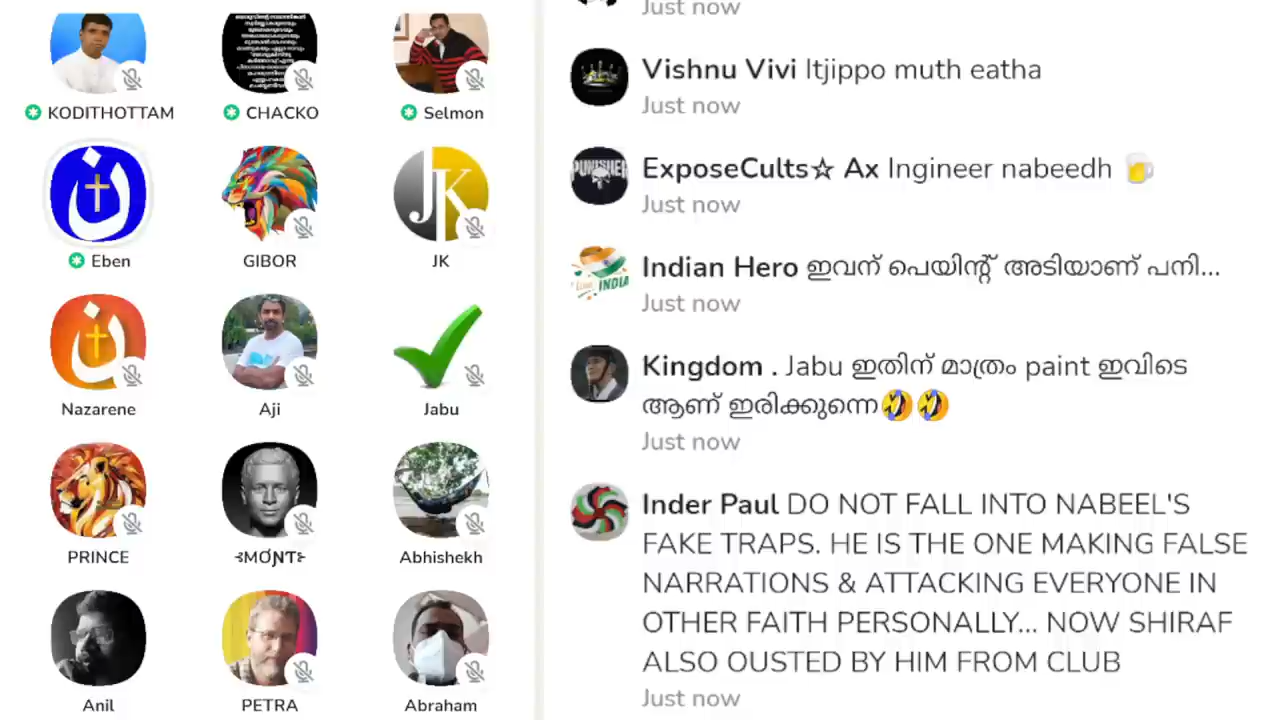 KODITHOTTAM
CHACKO
Selmon
ن
Eben
GIBOR
JK
JK
ن
Nazarene
Aji
Jabu
PRINCE
Abhishekh
Anil
PETRA
Abraham
Just now
Vishnu Vivi Itjippo muth eatha
Just now
PUNISHER
ExposeCults☆ Ax Ingineer nabeedh 🍺
Just now
INDIA
Indian Hero ഇവന് പെയിന്റ് അടിയാണ് പനി...
Just now
Kingdom . Jabu ഇതിന് മാത്രം paint ഇവിടെ
ആണ് ഇരിക്കുന്നെ🤣🤣
Just now
Inder Paul DO NOT FALL INTO NABEEL'S
FAKE TRAPS. HE IS THE ONE MAKING FALSE
NARRATIONS & ATTACKING EVERYONE IN
OTHER FAITH PERSONALLY... NOW SHIRAF
ALSO OUSTED BY HIM FROM CLUB
Just now